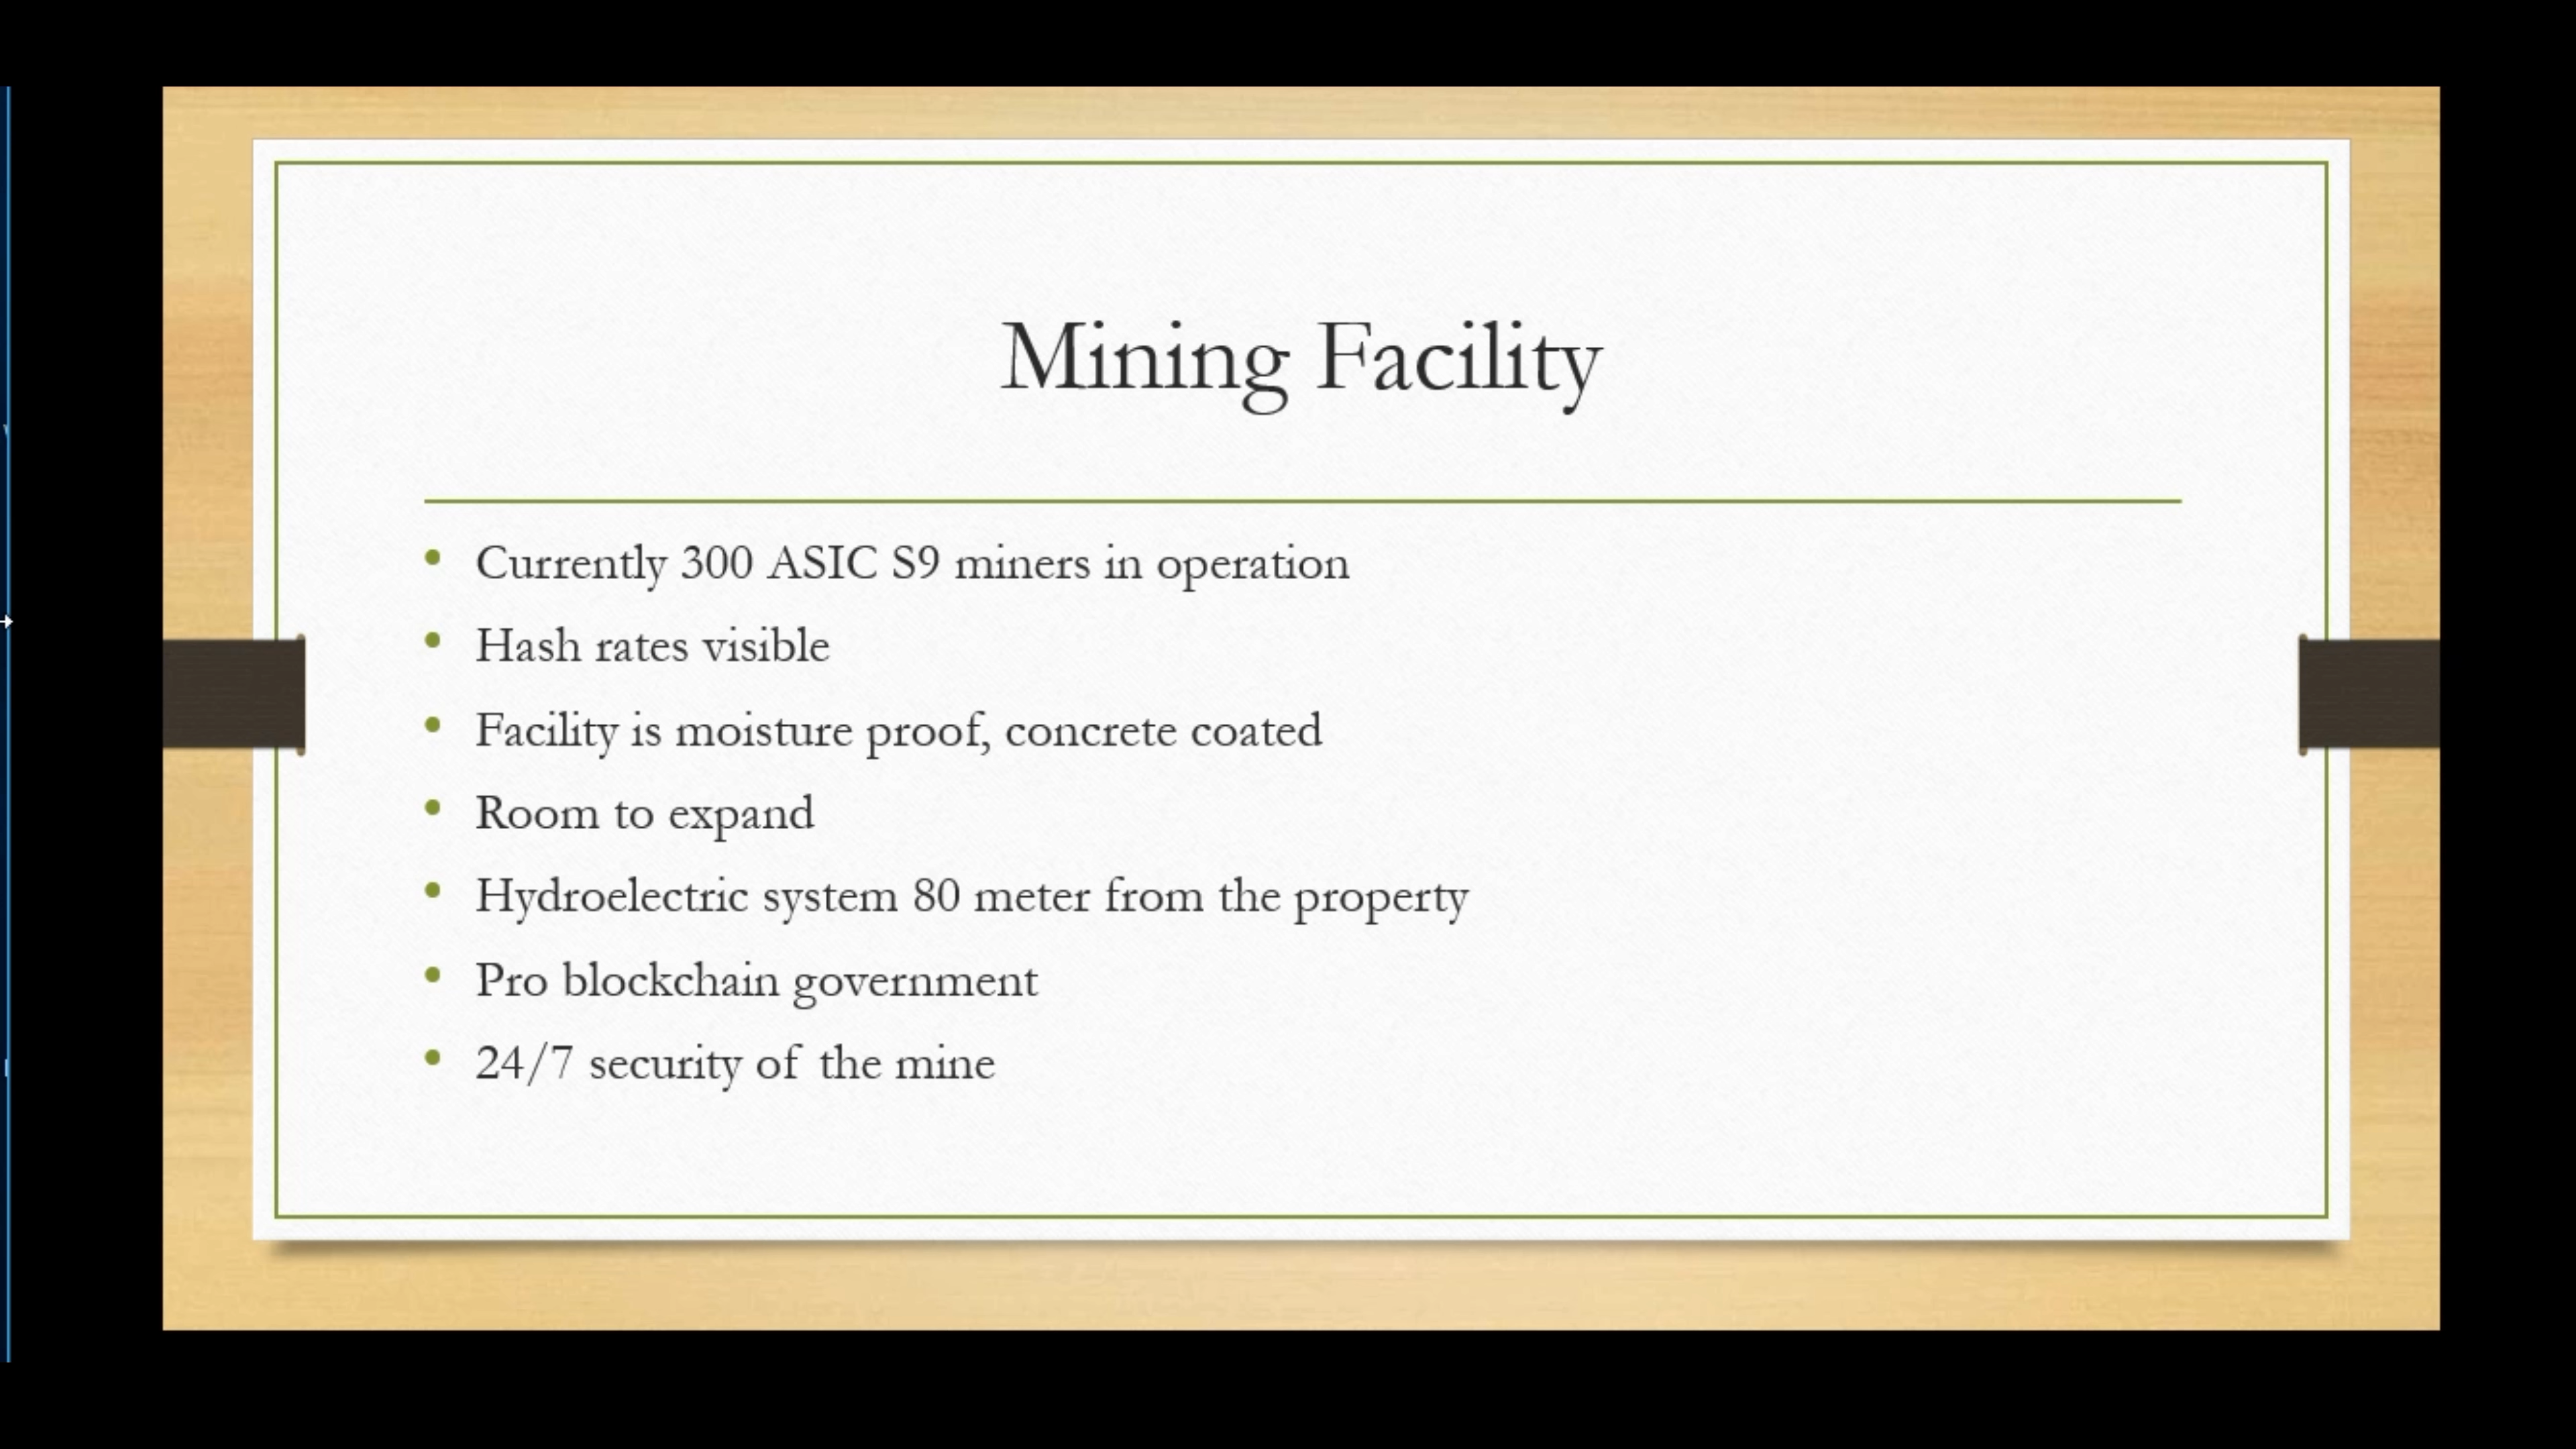 Mining Facility
Currently 300 ASIC S9 miners in operation
Hash rates visible
Facility is moisture proof, concrete coated
Room to expand
Hydroelectric system 80 meter from the property
Pro blockchain government
24/7 security of the mine